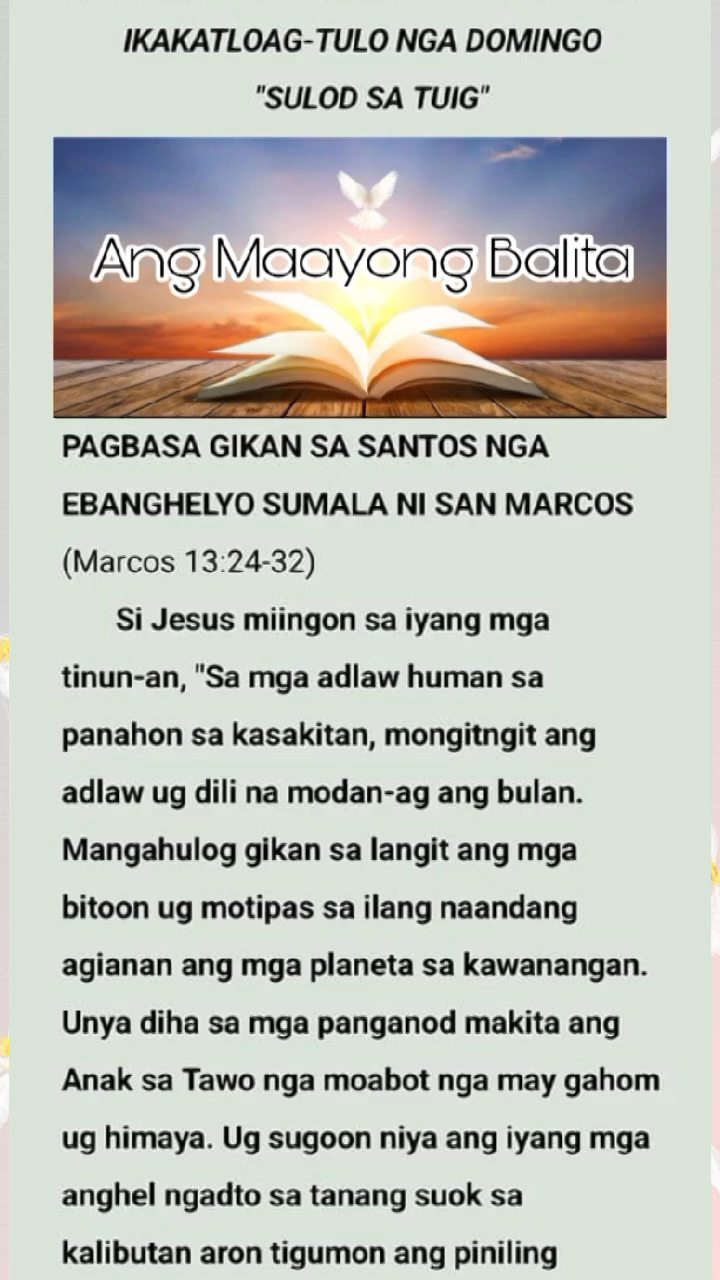 IKAKATLOAG-TULO NGA DOMINGO
"SULOD SA TUIG"
Ang Maayong Balita
PAGBASA GIKAN SA SANTOS NGA
EBANGHELYO SUMALA NI SAN MARCOS
(Marcos 13:24-32)
Si Jesus miingon sa iyang mga
tinun-an, "Sa mga adlaw human sa
panahon sa kasakitan, mongitngit ang
adlaw ug dili na modan-ag ang bulan.
Mangahulog gikan sa langit ang mga
bitoon ug motipas sa ilang naandang
agianan ang mga planeta sa kawanangan.
Unya diha sa mga panganod makita ang
Anak sa Tawo nga moabot nga may gahom
ug himaya. Ug sugoon niya ang iyang mga
anghel ngadto sa tanang suok sa
kalibutan aron tigumon ang piniling